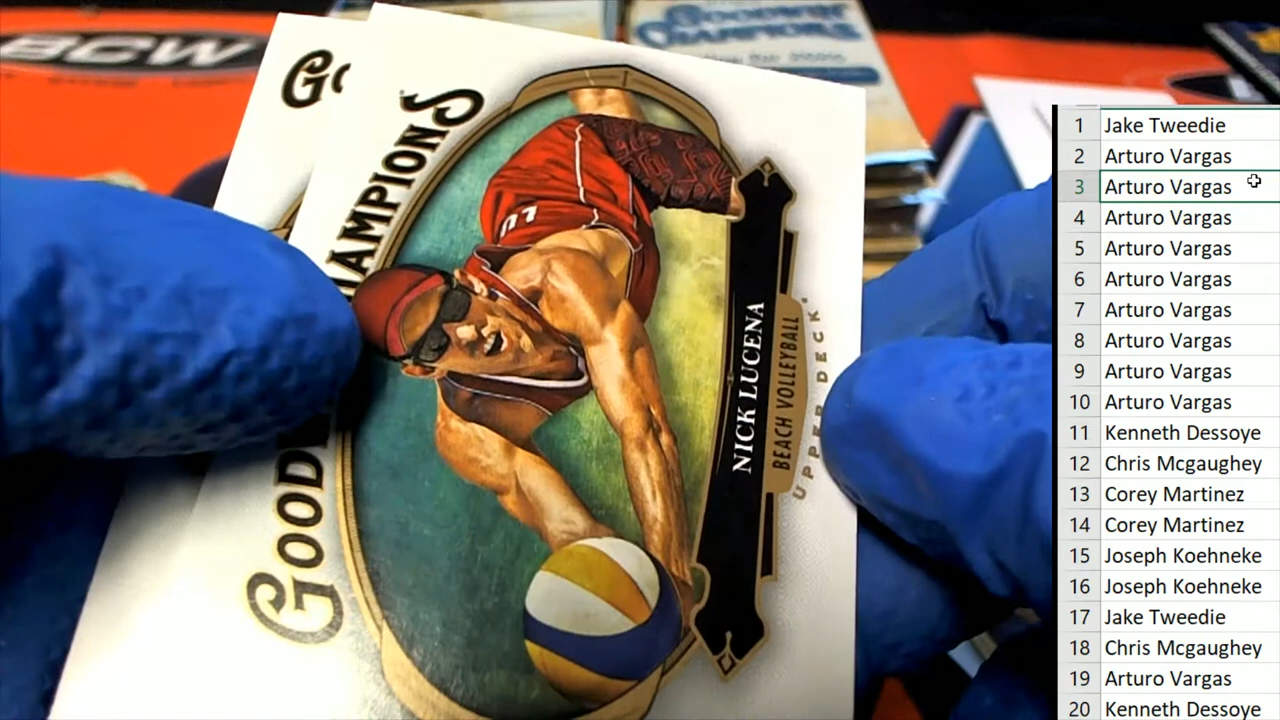 BCW
Go
GOOD
HAMPIONS
07
NICK LUCENA
BEACH VOLLEYBALL
UPPER DECK
GOODWIN
CHAMPIONS
1 Jake Tweedie
2 Arturo Vargas
3 Arturo Vargas
4 Arturo Vargas
5 Arturo Vargas
6 Arturo Vargas
7 Arturo Vargas
8 Arturo Vargas
9 Arturo Vargas
10 Arturo Vargas
11 Kenneth Dessoye
12 Chris Mcgaughey
13 Corey Martinez
14 Corey Martinez
15 Joseph Koehneke
16 Joseph Koehneke
17 Jake Tweedie
18 Chris Mcgaughey
19 Arturo Vargas
20 Kenneth Dessoye